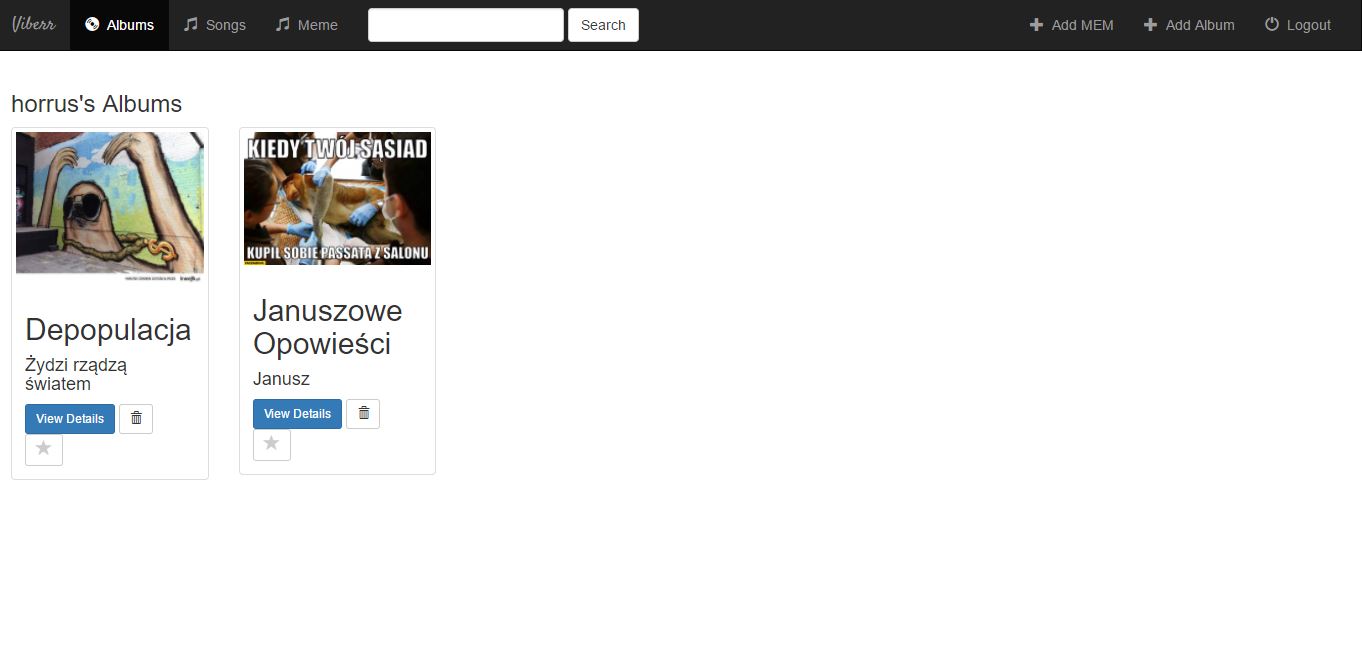 Viberr
Albums
Songs
Meme
Search
Add MEM
Add Album
Logout
horrus's Albums
KIEDY TWÓJ SĄSIAD
KUPIL SOBIE PASSATA Z SALONU
Depopulacja
Żydzi rządzą
światem
View Details
Januszowe
Opowieści
Janusz
View Details